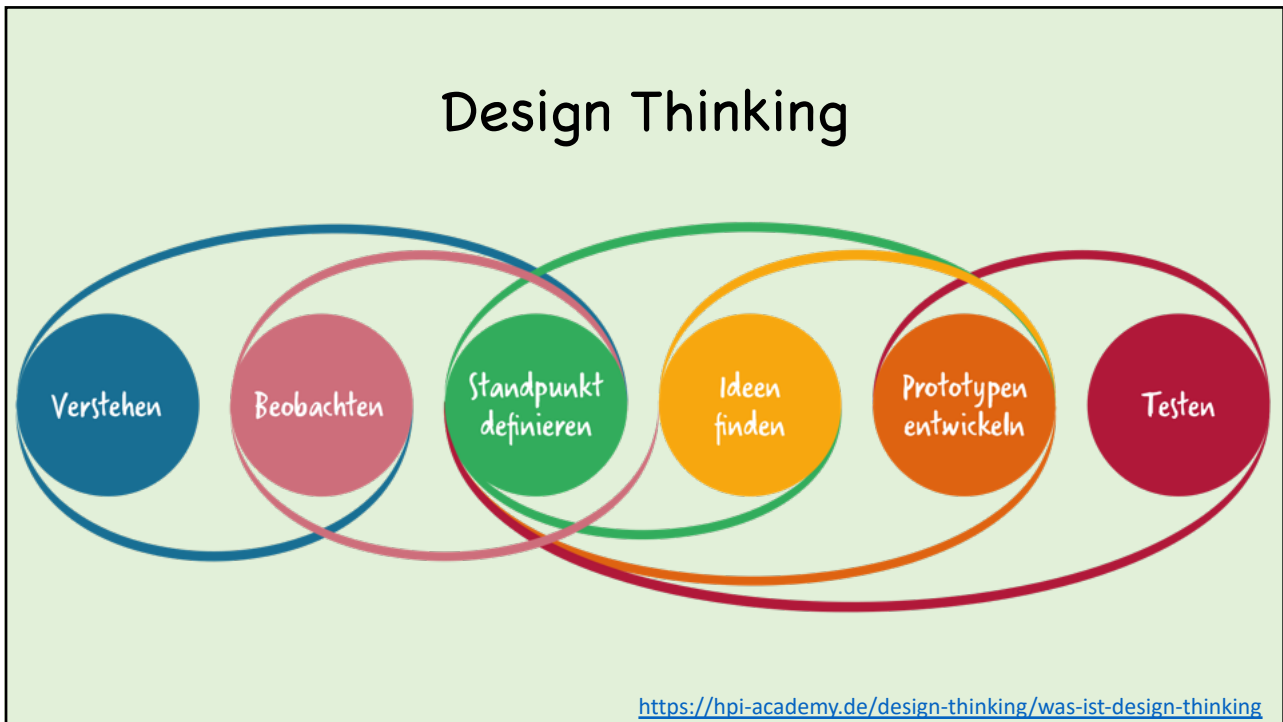 Design Thinking
Verstehen
Beobachten
Standpunkt
definieren
Ideen
finden
Prototypen
entwickeln
Testen
https://hpi-academy.de/design-thinking/was-ist-design-thinking